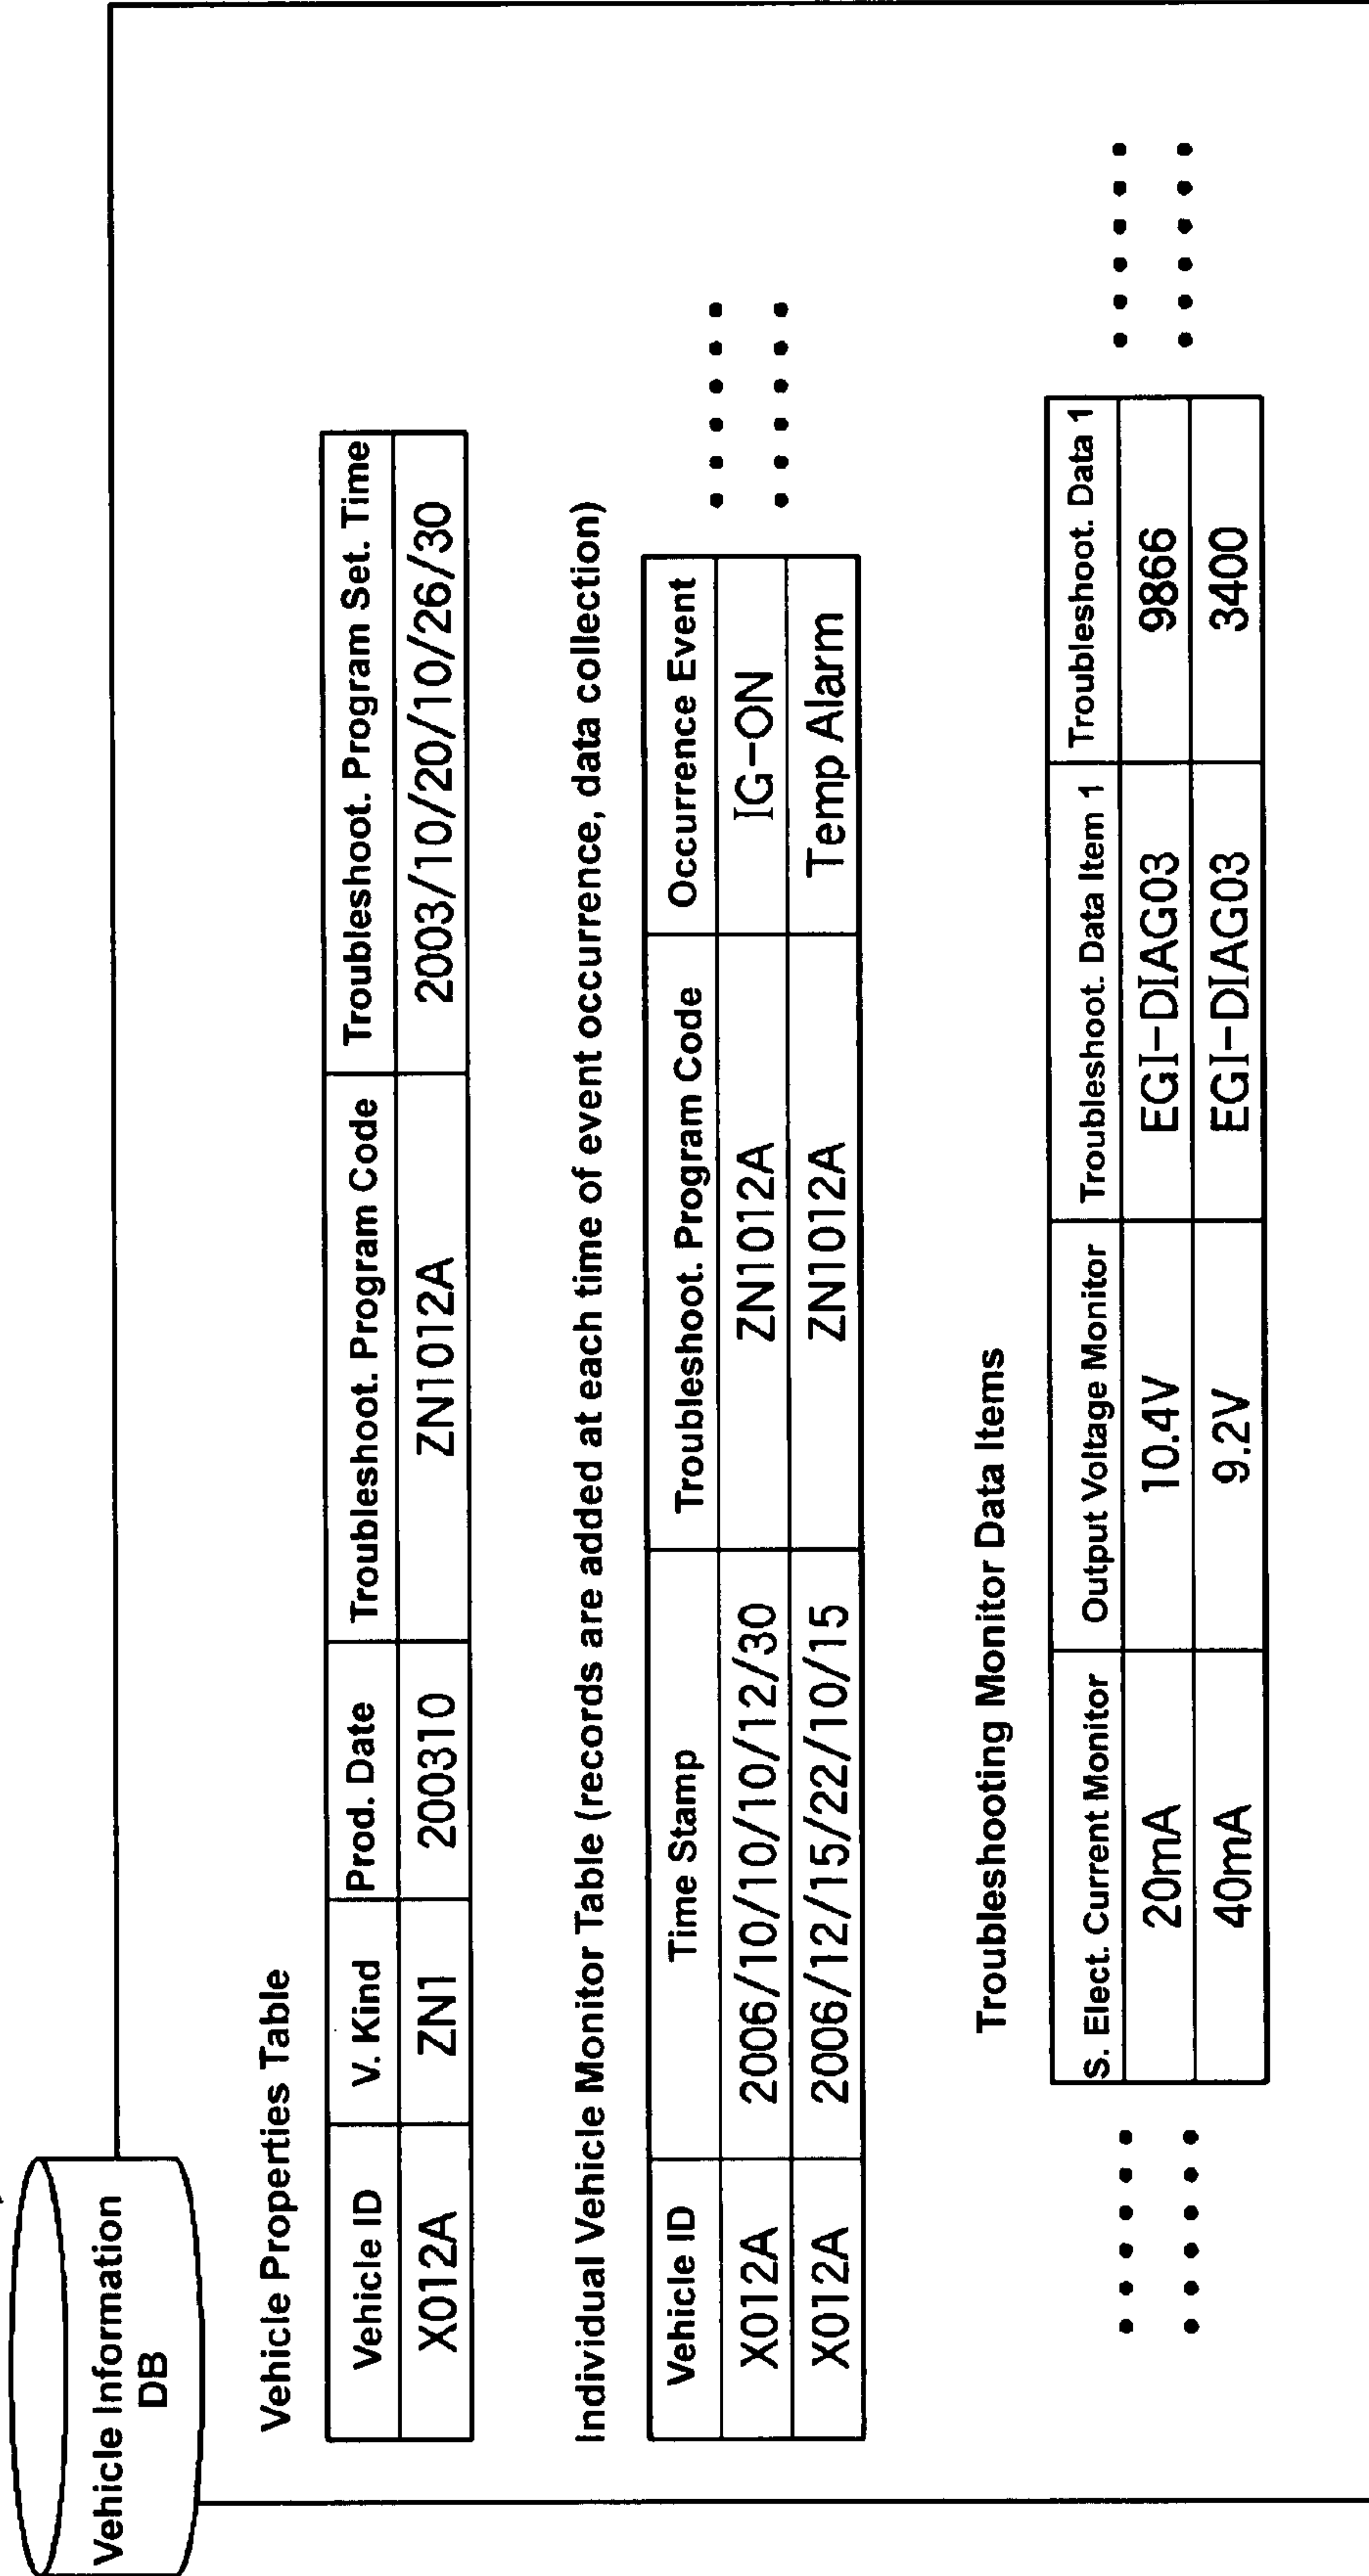 Vehicle Information
DB
Vehicle Properties Table
Vehicle ID V. Kind Prod. Date Troubleshoot. Program Code Troubleshoot. Program Set. Time
X012A ZN1 200310 ZN1012A 2003/10/20/10/26/30
Individual Vehicle Monitor Table (records are added at each time of event occurrence, data collection)
Vehicle ID Time Stamp Troubleshoot. Program Code Occurrence Event
X012A 2006/10/10/10/12/30 ZN1012A IG-ON
X012A 2006/12/15/22/10/15 ZN1012A Temp Alarm
Troubleshooting Monitor Data Items
S. Elect. Current Monitor Output Voltage Monitor Troubleshoot. Data Item 1 Troubleshoot. Data 1
20mA 10.4V EGI-DIAG03 9866
40mA 9.2V EGI-DIAG03 3400